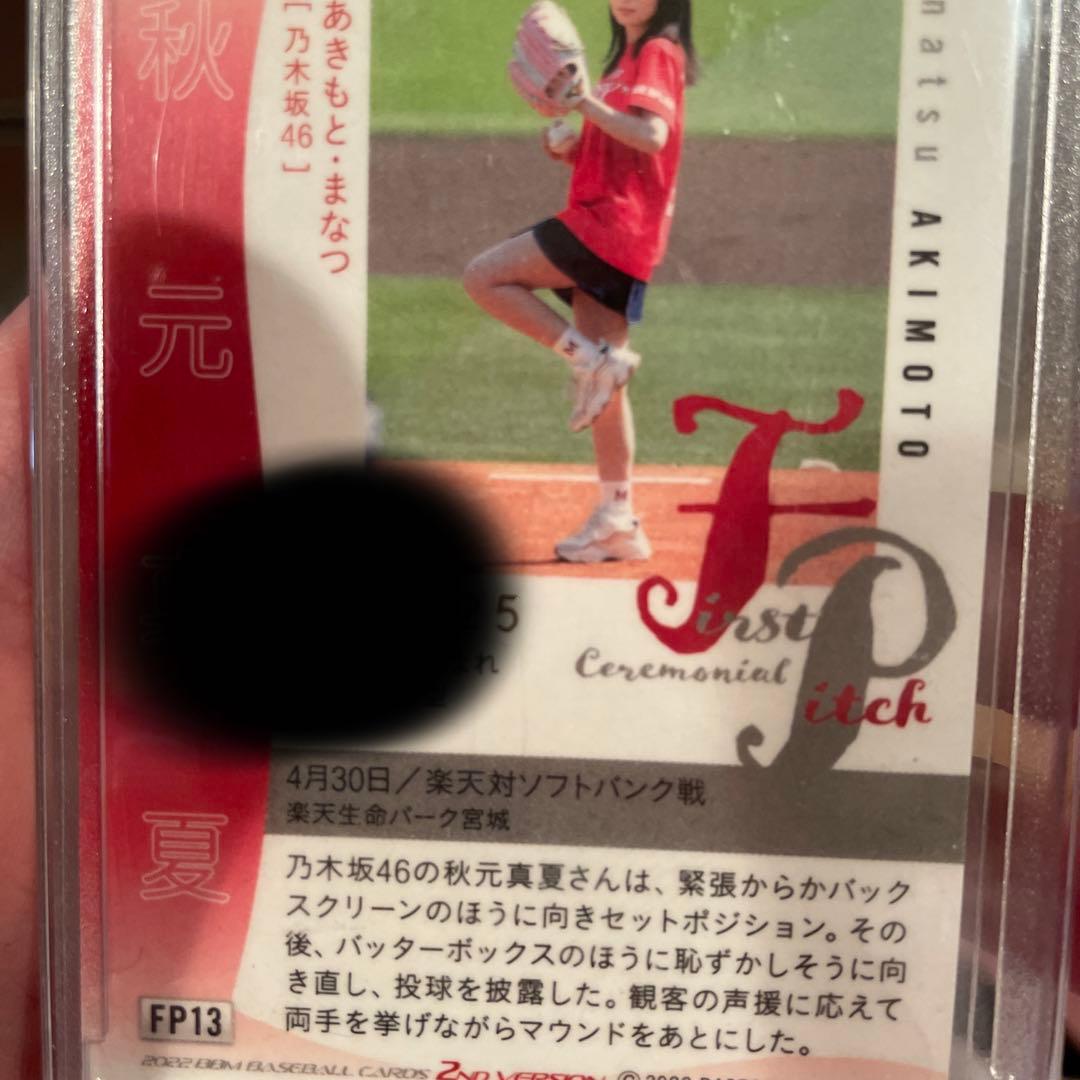 秋元
夏
あきもと・まなつ
[乃木坂46]
AKIMOTO
First
Ceremonial
Pitch
5
れ
4月30日／楽天対ソフトバンク戦
楽天生命パーク宮城
乃木坂46の秋元真夏さんは、緊張からかバック
スクリーンのほうに向きセットポジション。その
後、バッターボックスのほうに恥ずかしそうに向
き直し、投球を披露した。観客の声援に応えて
両手を挙げながらマウンドをあとにした。
FP13
2022 BBM BASEBALL CARDS 2ND VERSION